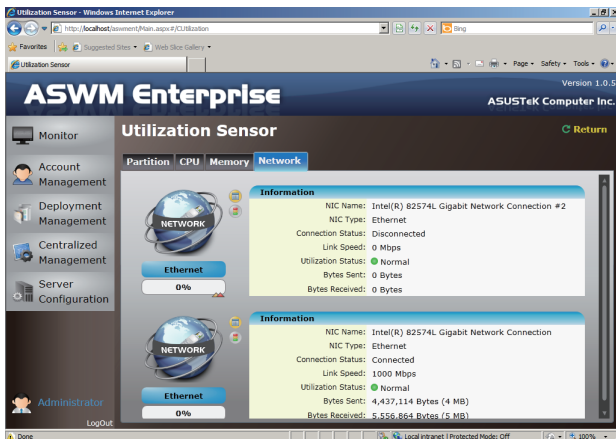 Utilization Sensor - Windows Internet Explorer
http://localhost/aswment/Main.aspx#/CUtilization
Bing
Favorites Suggested Sites Web Slice Gallery
Utilization Sensor
Page Safety Tools
ASWM Enterprise
Version 1.0.5
ASUSTeK Computer Inc.
Monitor
Account Management
Deployment Management
Centralized Management
Server Configuration
Administrator
LogOut
Utilization Sensor
Return
Partition CPU Memory Network
NETWORK
Ethernet
0%
Information
NIC Name: Intel(R) 82574L Gigabit Network Connection #2
NIC Type: Ethernet
Connection Status: Disconnected
Link Speed: 0 Mbps
Utilization Status: Normal
Bytes Sent: 0 Bytes
Bytes Received: 0 Bytes
NETWORK
Ethernet
0%
Information
NIC Name: Intel(R) 82574L Gigabit Network Connection
NIC Type: Ethernet
Connection Status: Connected
Link Speed: 1000 Mbps
Utilization Status: Normal
Bytes Sent: 4,437,114 Bytes (4 MB)
Bytes Received: 5,556,864 Bytes (5 MB)
Done
Local intranet | Protected Mode: Off
100%